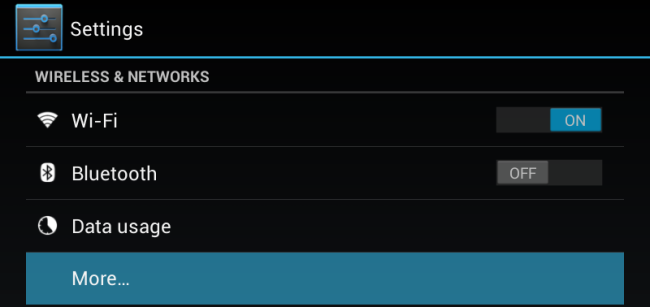 Settings
WIRELESS & NETWORKS
Wi-Fi ON
Bluetooth OFF
Data usage
More...